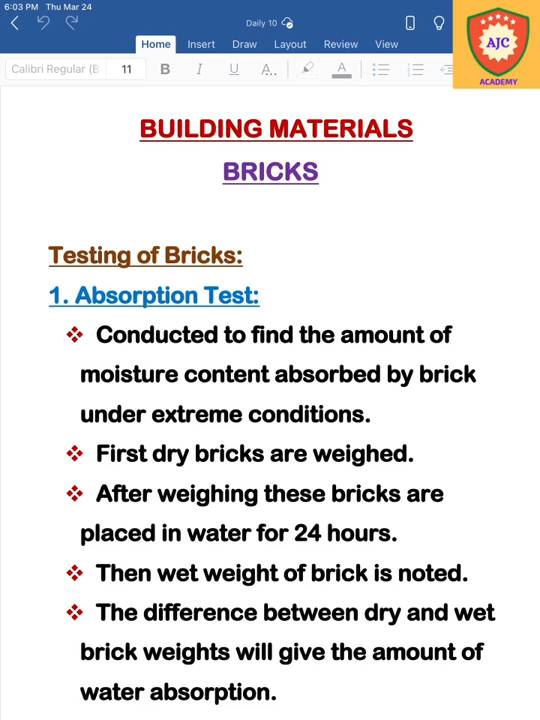 6:03 PM Thu Mar 24
Daily 10
Home Insert Draw Layout Review View
Calibri Regular (B 11 B I U A..
AJC
ACADEMY
BUILDING MATERIALS
BRICKS
Testing of Bricks:
1. Absorption Test:
❖ Conducted to find the amount of
moisture content absorbed by brick
under extreme conditions.
❖ First dry bricks are weighed.
❖ After weighing these bricks are
placed in water for 24 hours.
❖ Then wet weight of brick is noted.
❖ The difference between dry and wet
brick weights will give the amount of
water absorption.